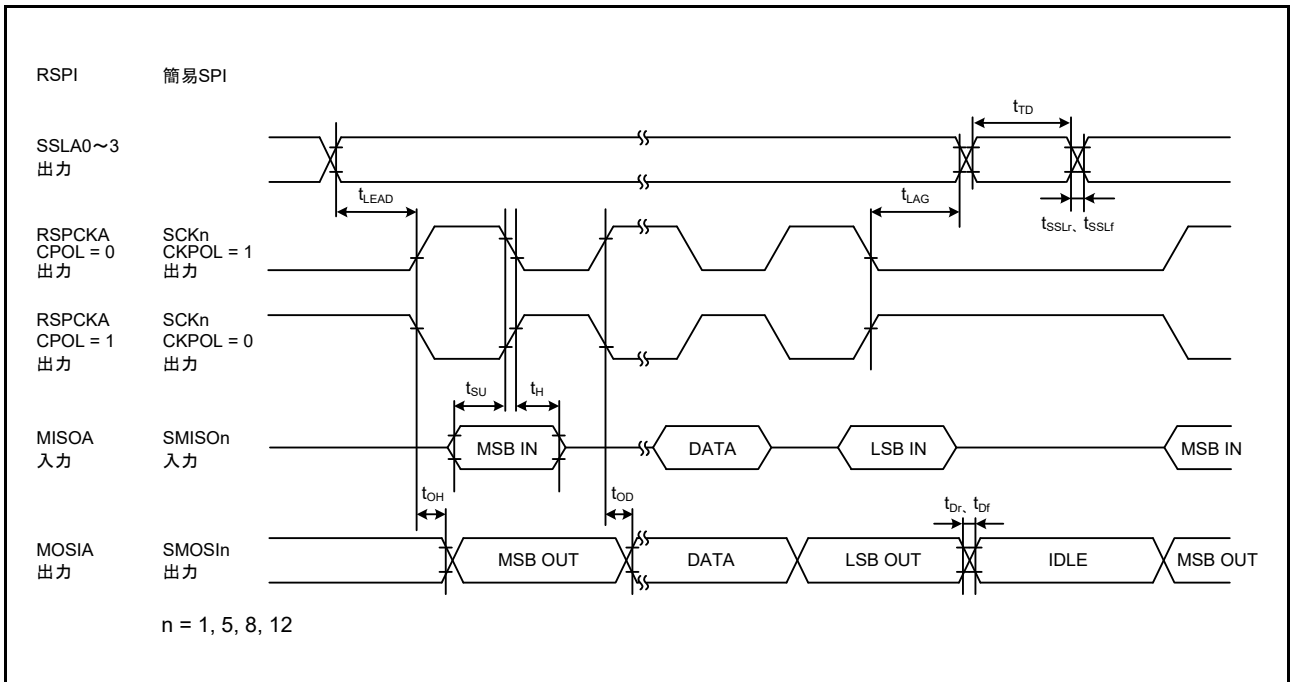 RSPI 簡易SPI
tTD
SSLA0～3
出力
tLEAD tLAG
tSSLr、tSSLf
RSPCKA SCKn
CPOL = 0 CKPOL = 1
出力 出力
RSPCKA SCKn
CPOL = 1 CKPOL = 0
出力 出力
tSU tH
MISOA SMISOn
入力 入力
MSB IN DATA LSB IN MSB IN
tOH tOD tDr、tDf
MOSIA SMOSIn
出力 出力
MSB OUT DATA LSB OUT IDLE MSB OUT
n = 1, 5, 8, 12